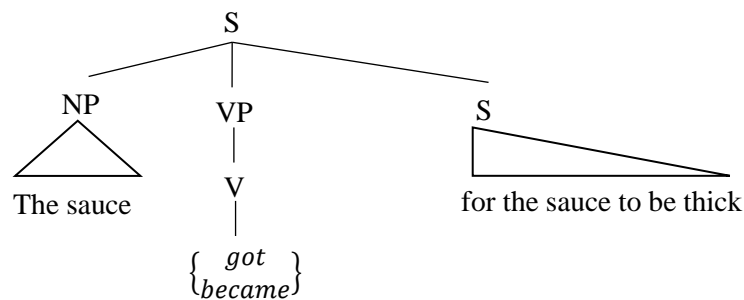 S
NP VP S
V
The sauce for the sauce to be thick
{got
became}